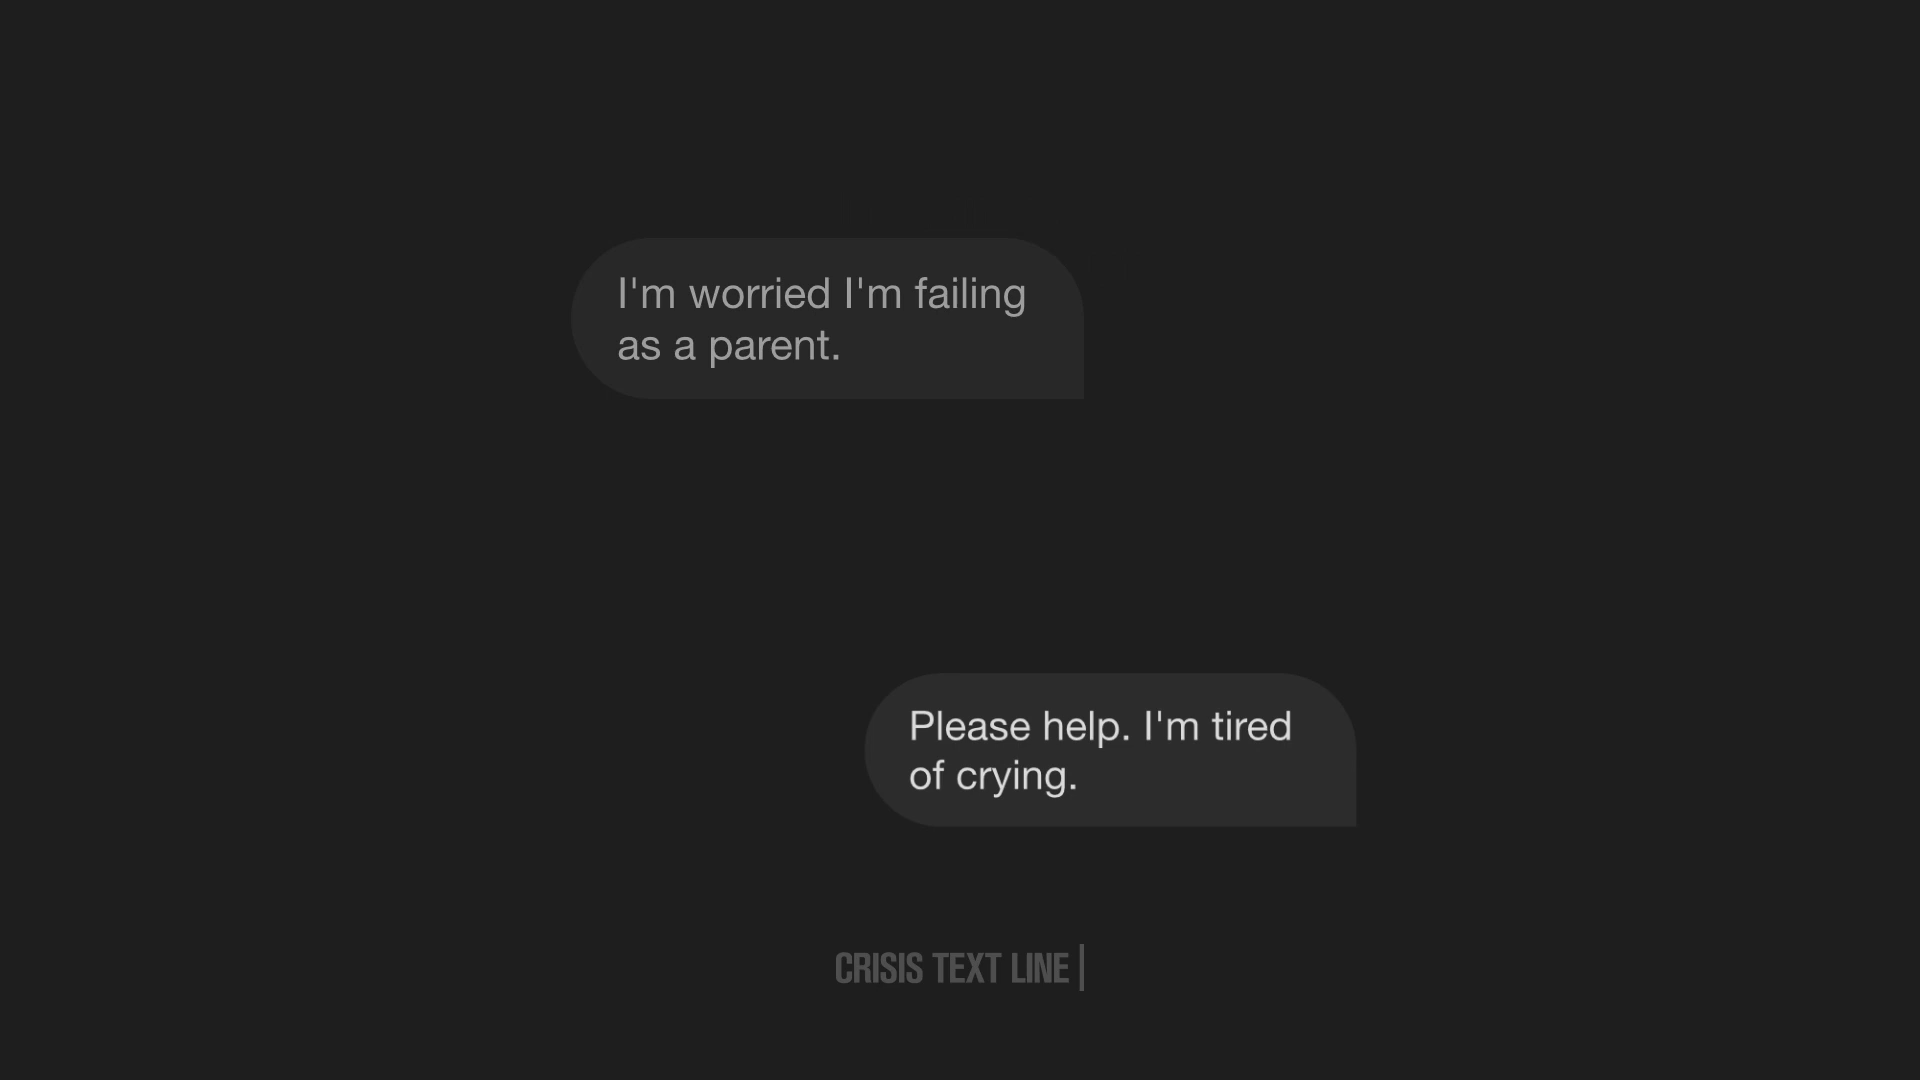 I'm worried I'm failing
as a parent.
Please help. I'm tired
of crying.
CRISIS TEXT LINE